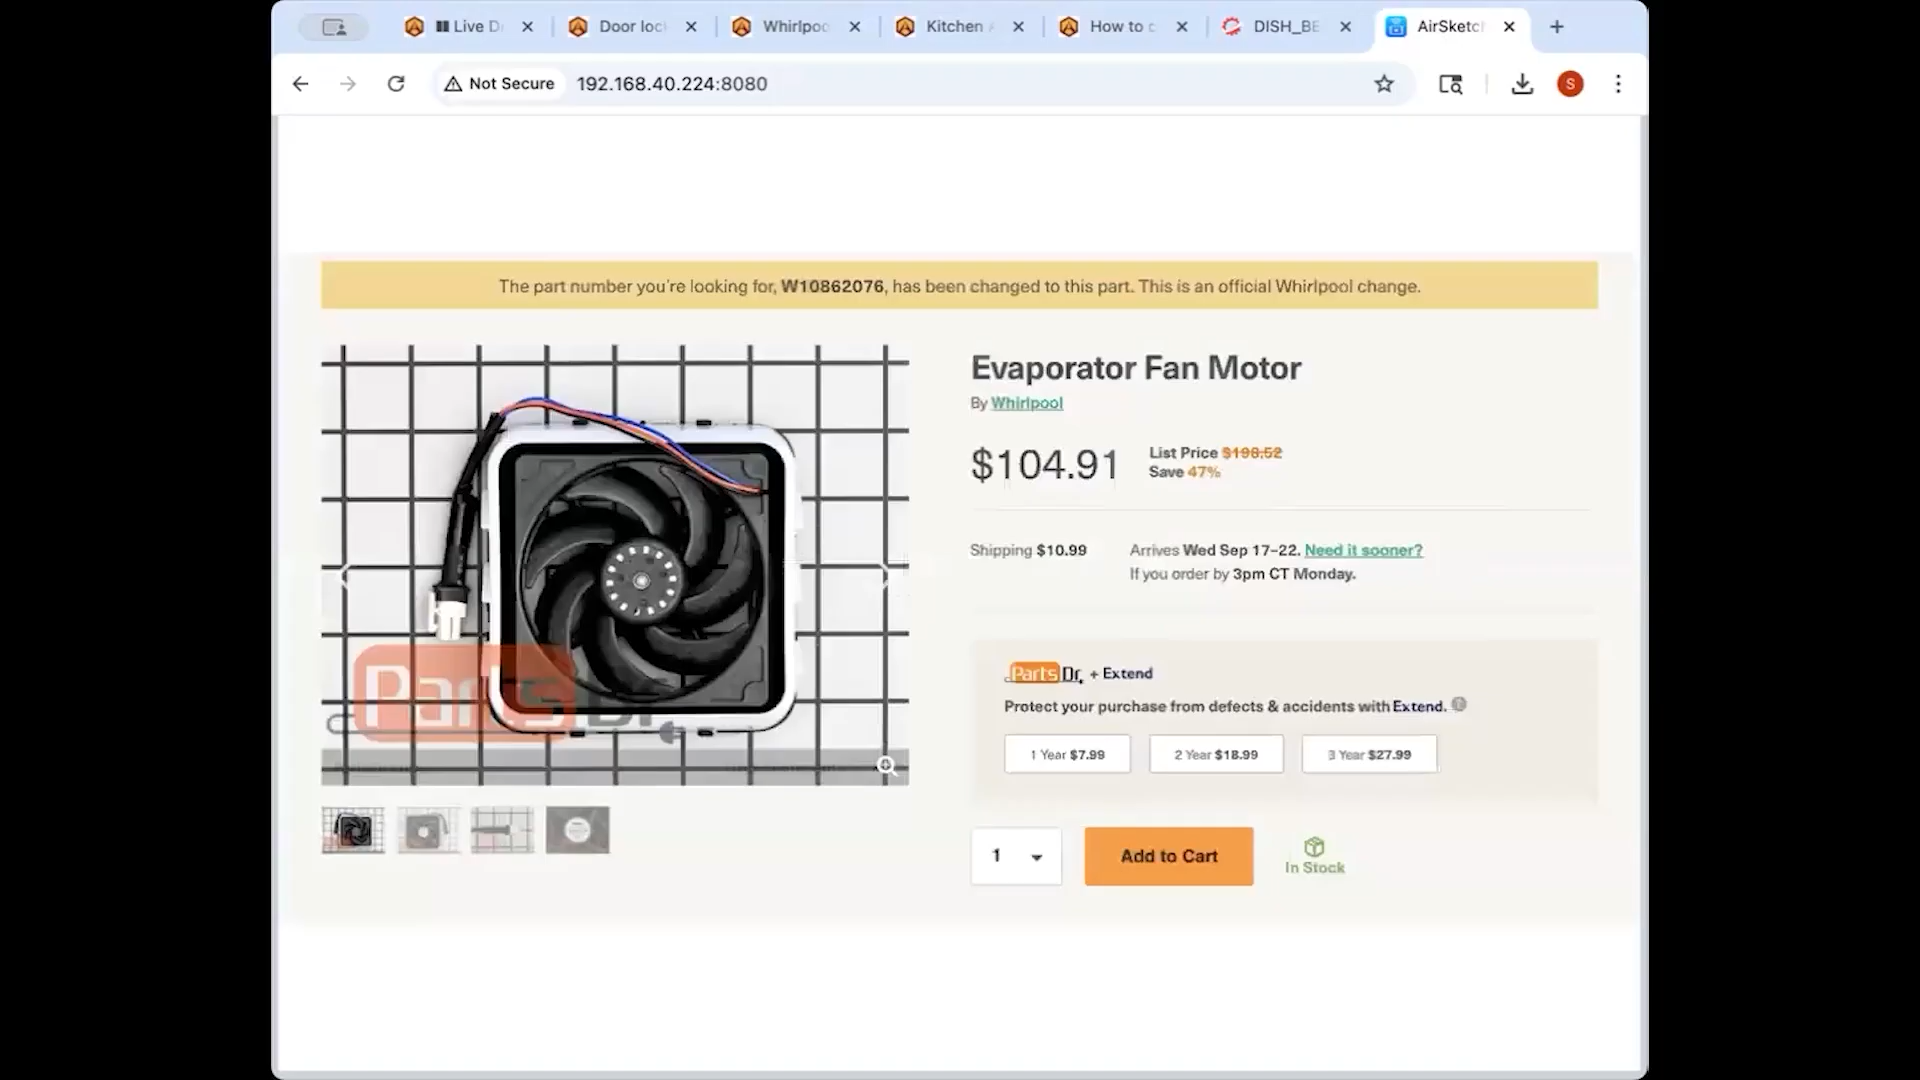 Live D
Door loc
Whirlpoo
Kitchen A
How to c
DISH_BE
AirSketch
Not Secure
192.168.40.224:8080
S
The part number you're looking for, W10862076, has been changed to this part. This is an official Whirlpool change.
Evaporator Fan Motor
By Whirlpool
$104.91
List Price $198.52
Save 47%
Shipping $10.99
Arrives Wed Sep 17-22. Need it sooner?
If you order by 3pm CT Monday.
Parts Dr
Parts Dr. + Extend
Protect your purchase from defects & accidents with Extend.
1 Year $7.99
2 Year $18.99
3 Year $27.99
1
Add to Cart
In Stock